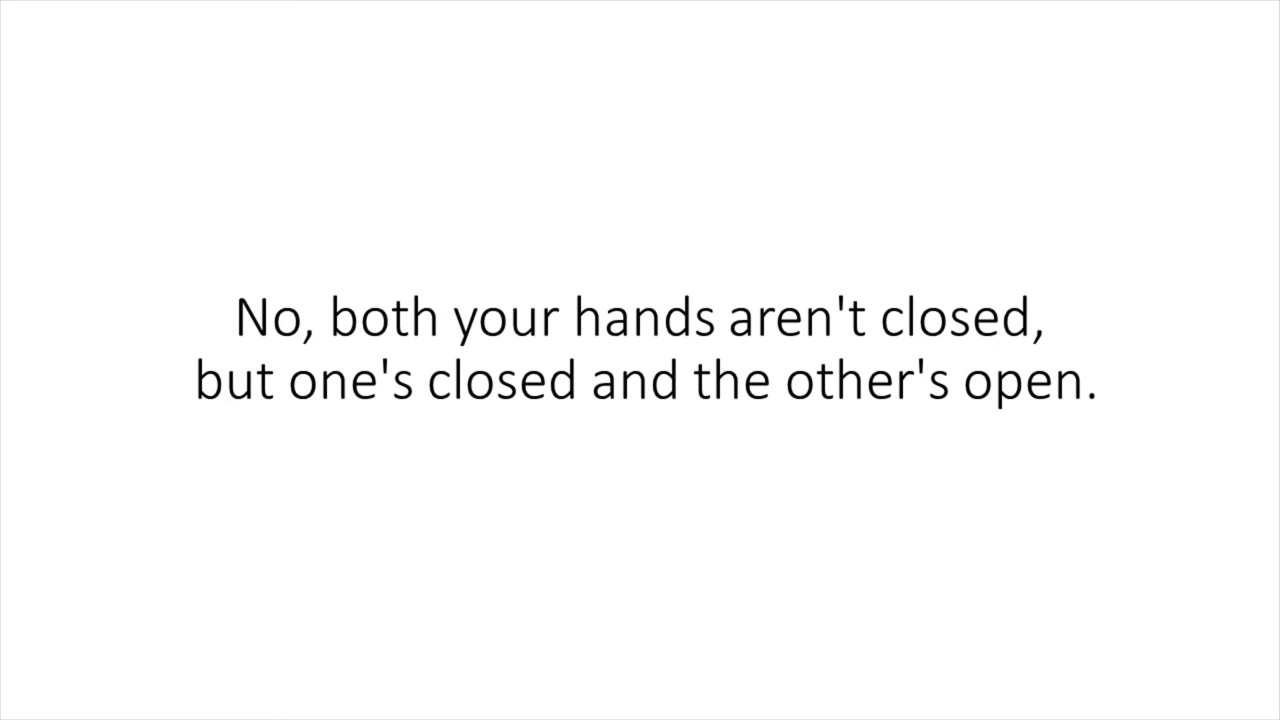 No, both your hands aren't closed,
but one's closed and the other's open.